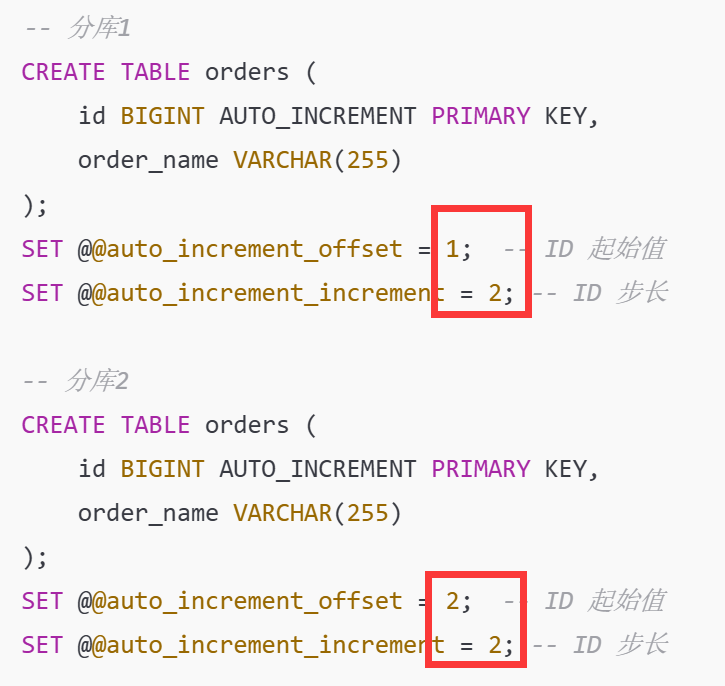 -- 分库1
CREATE TABLE orders (
    id BIGINT AUTO_INCREMENT PRIMARY KEY,
    order_name VARCHAR(255)
);
SET @@auto_increment_offset = 1;  -- ID 起始值
SET @@auto_increment_increment = 2; -- ID 步长
-- 分库2
CREATE TABLE orders (
    id BIGINT AUTO_INCREMENT PRIMARY KEY,
    order_name VARCHAR(255)
);
SET @@auto_increment_offset = 2;  -- ID 起始值
SET @@auto_increment_increment = 2; -- ID 步长